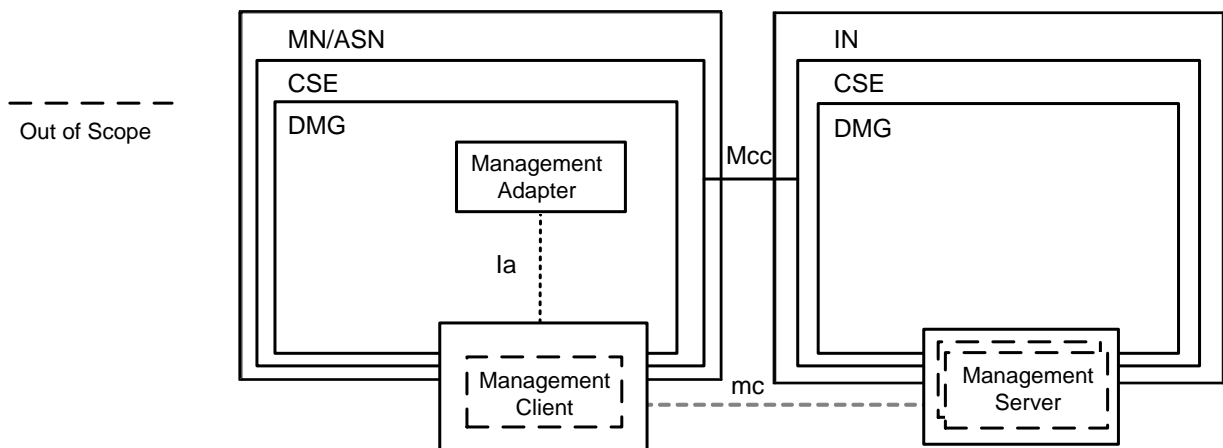 MN/ASN
IN
CSE
CSE
DMG
DMG
Out of Scope
Management
Adapter
Mcc
Ia
Management
Client
mc
Management
Server